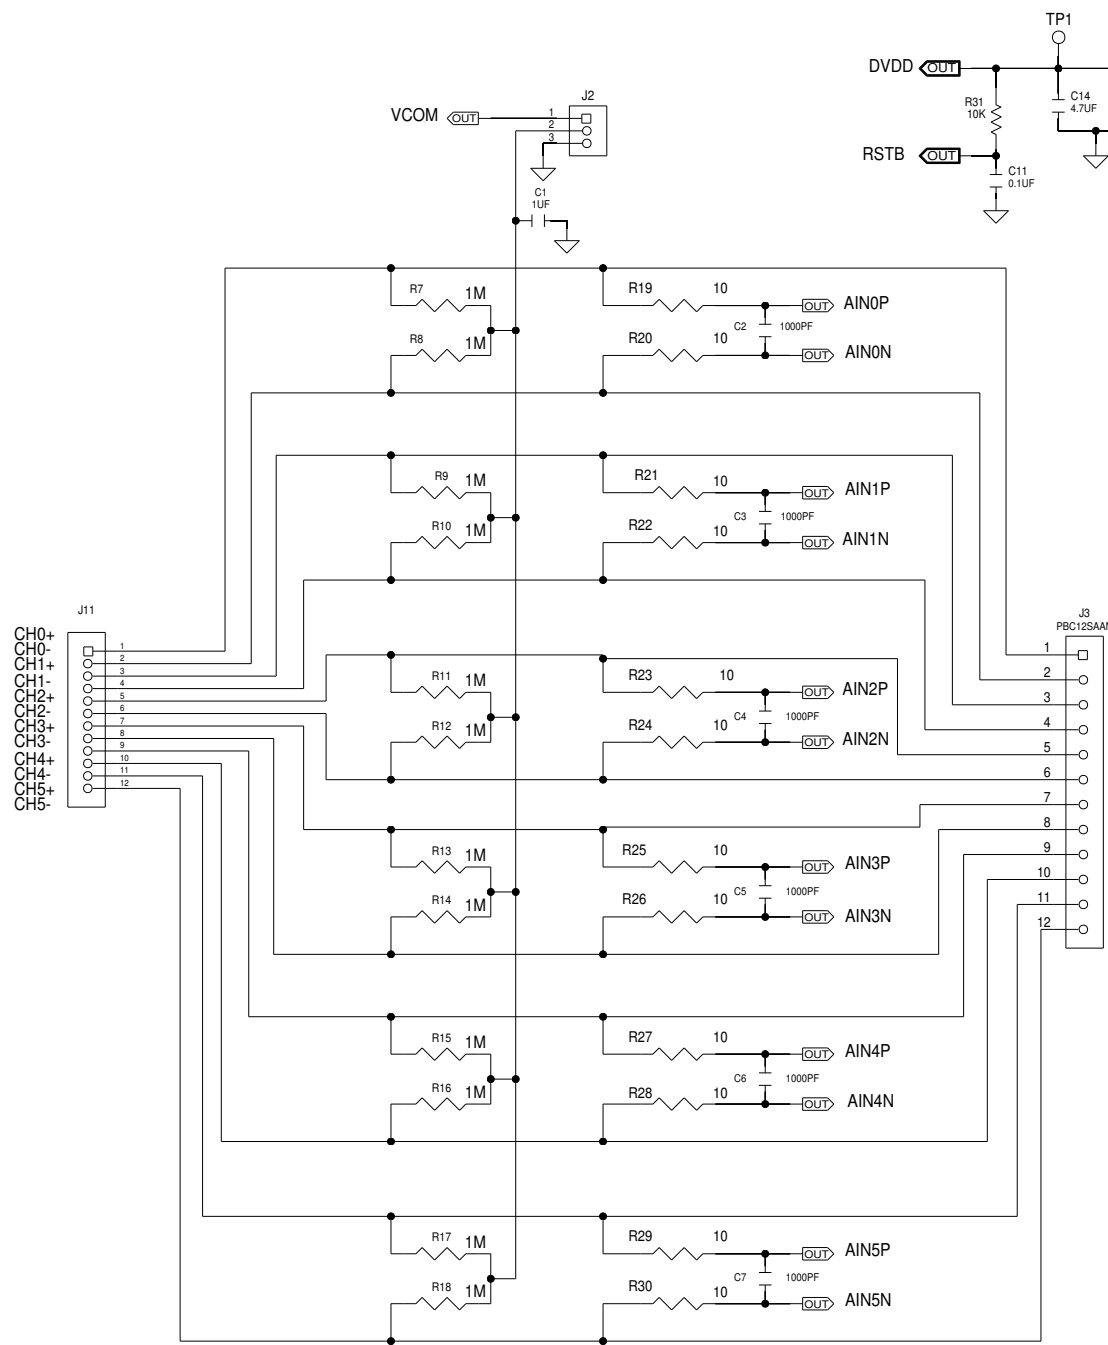 TP1
DVDD OUT
R31
10K
C14
4.7UF
RSTB OUT
C11
0.1UF
J2
VCOM OUT
1
2
3
C1
1UF
R7 1M
R8 1M
R19 10
R20 10
C2 1000PF
OUT AIN0P
OUT AIN0N
R9 1M
R10 1M
R21 10
R22 10
C3 1000PF
OUT AIN1P
OUT AIN1N
J11
CH0+
CH0-
CH1+
CH1-
CH2+
CH2-
CH3+
CH3-
CH4+
CH4-
CH5+
CH5-
1
2
3
4
5
6
7
8
9
10
11
12
R11 1M
R12 1M
R23 10
R24 10
C4 1000PF
OUT AIN2P
OUT AIN2N
J3
1
2
3
4
5
6
7
8
9
10
11
12
R13 1M
R14 1M
R25 10
R26 10
C5 1000PF
OUT AIN3P
OUT AIN3N
R15 1M
R16 1M
R27 10
R28 10
C6 1000PF
OUT AIN4P
OUT AIN4N
R17 1M
R18 1M
R29 10
R30 10
C7 1000PF
OUT AIN5P
OUT AIN5N